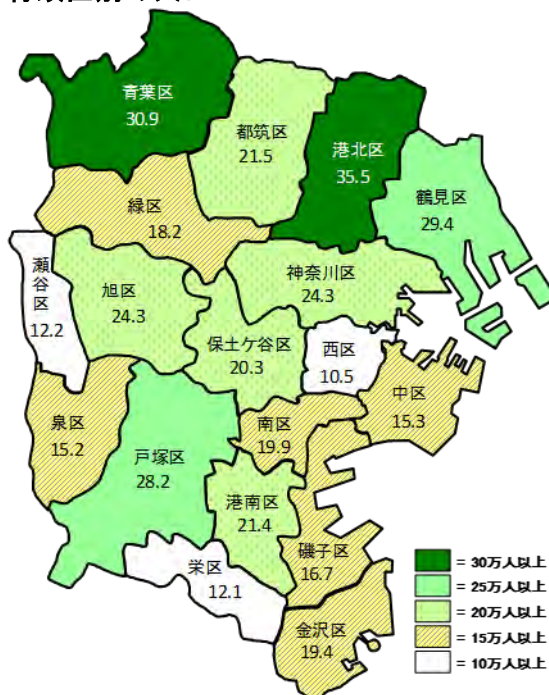 青葉区
30.9
都筑区
21.5
港北区
35.5
鶴見区
29.4
緑区
18.2
瀬谷区
12.2
旭区
24.3
神奈川区
24.3
保土ケ谷区
20.3
西区
10.5
中区
15.3
泉区
15.2
戸塚区
28.2
南区
19.9
港南区
21.4
磯子区
16.7
栄区
12.1
金沢区
19.4
= 30万人以上
= 25万人以上
= 20万人以上
= 15万人以上
= 10万人以上